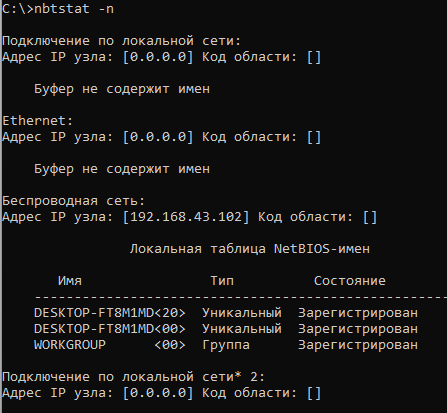 C:\>nbtstat -n
Подключение по локальной сети:
Адрес IP узла: [0.0.0.0] Код области: []
Буфер не содержит имен
Ethernet:
Адрес IP узла: [0.0.0.0] Код области: []
Буфер не содержит имен
Беспроводная сеть:
Адрес IP узла: [192.168.43.102] Код области: []
Локальная таблица NetBIOS-имен
Имя Тип Состояние
---------------------------------------------------
DESKTOP-FT8M1MD<20> Уникальный Зарегистрирован
DESKTOP-FT8M1MD<00> Уникальный Зарегистрирован
WORKGROUP <00> Группа Зарегистрирован
Подключение по локальной сети* 2:
Адрес IP узла: [0.0.0.0] Код области: []